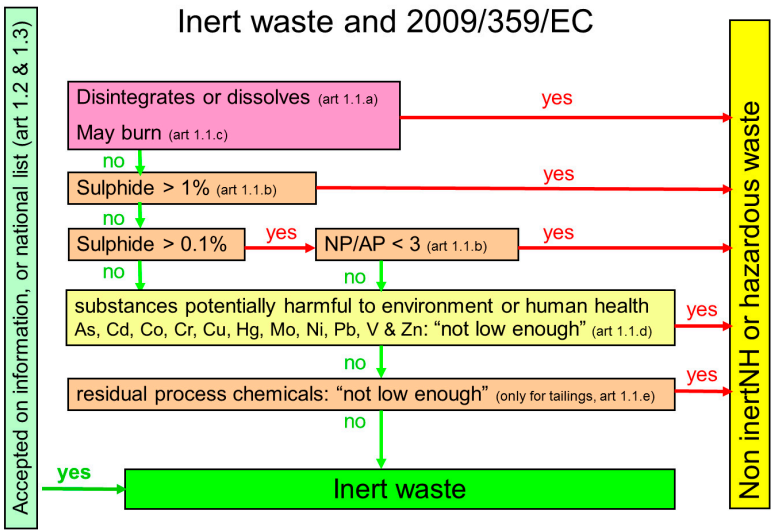 Inert waste and 2009/359/EC
Accepted on information, or national list (art 1.2 & 1.3)
Disintegrates or dissolves (art 1.1.a)
May burn (art 1.1.c)
yes
no
Sulphide > 1% (art 1.1.b)
yes
no
Sulphide > 0.1%
yes
NP/AP < 3 (art 1.1.b)
yes
no
no
substances potentially harmful to environment or human health
As, Cd, Co, Cr, Cu, Hg, Mo, Ni, Pb, V & Zn: “not low enough” (art 1.1.d)
yes
no
residual process chemicals: “not low enough” (only for tailings, art 1.1.e)
yes
no
yes
Inert waste
Non inertNH or hazardous waste